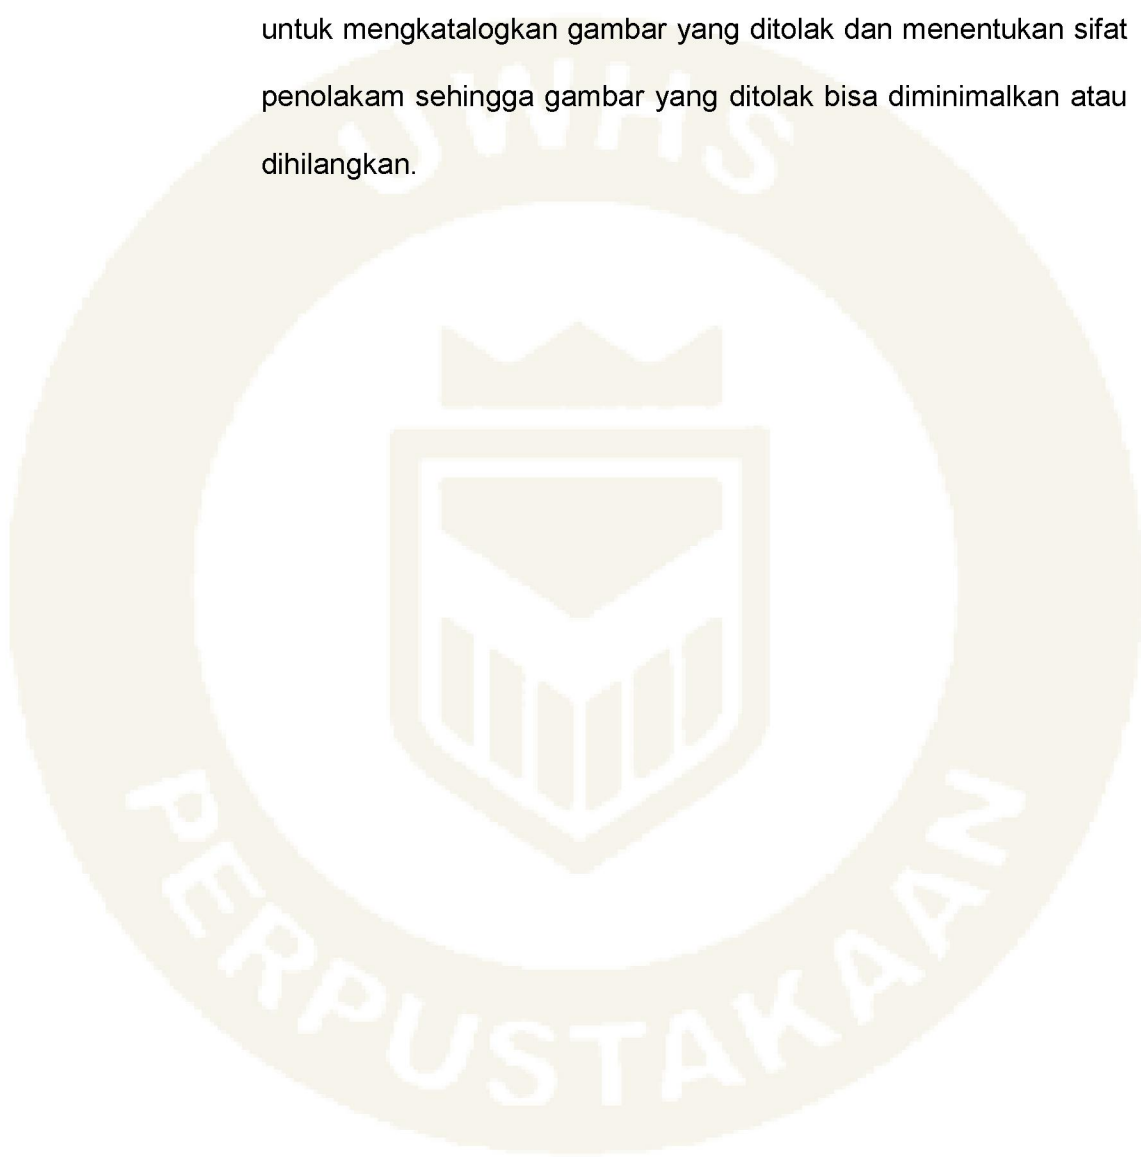 untuk mengkatalogkan gambar yang ditolak dan menentukan sifat
penolakam sehingga gambar yang ditolak bisa diminimalkan atau
dihilangkan.
UWHS
PERPUSTAKAAN